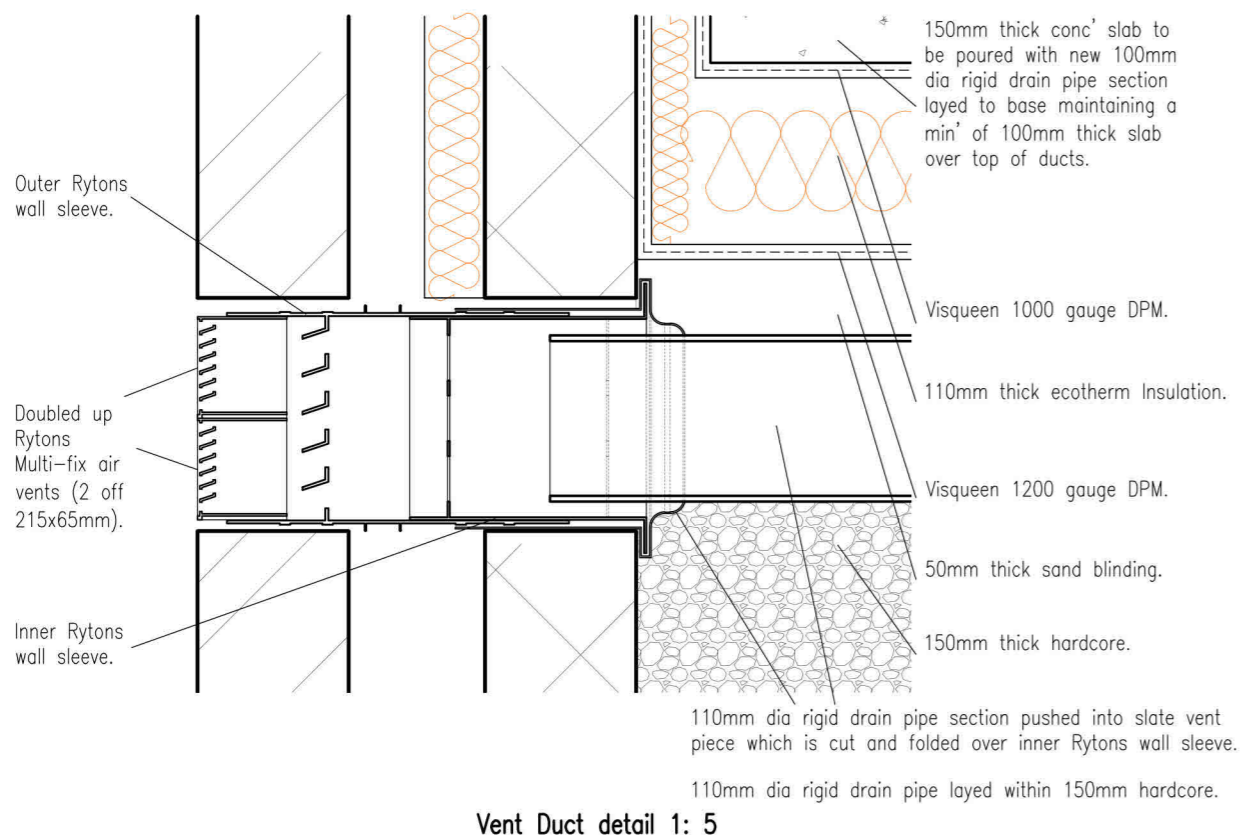 150mm thick conc' slab to
be poured with new 100mm
dia rigid drain pipe section
layed to base maintaining a
min' of 100mm thick slab
over top of ducts.
Outer Rytons
wall sleeve.
Visqueen 1000 gauge DPM.
110mm thick ecotherm Insulation.
Doubled up
Rytons
Multi-fix air
vents (2 off
215x65mm).
Visqueen 1200 gauge DPM.
50mm thick sand blinding.
Inner Rytons
wall sleeve.
150mm thick hardcore.
110mm dia rigid drain pipe section pushed into slate vent
piece which is cut and folded over inner Rytons wall sleeve.
110mm dia rigid drain pipe layed within 150mm hardcore.
Vent Duct detail 1: 5